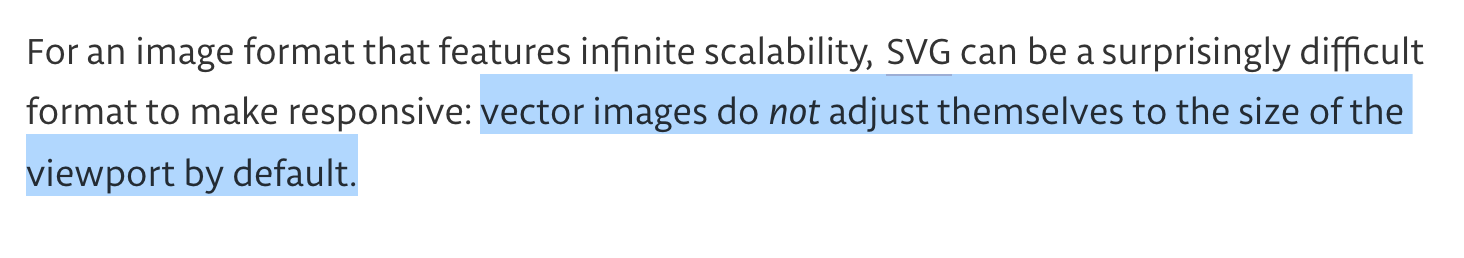 For an image format that features infinite scalability, SVG can be a surprisingly difficult
format to make responsive: vector images do not adjust themselves to the size of the
viewport by default.